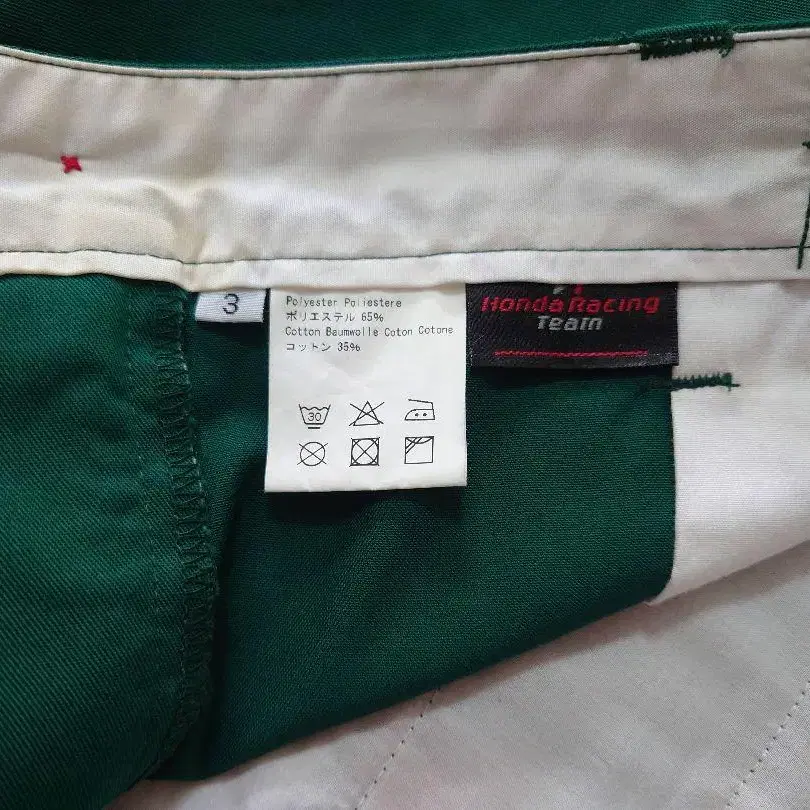 3
Polyester Poliestere
ポリエステル 65%
Cotton Baumwolle Coton Cotone
コットン 35%
30
Honda Racing
Team